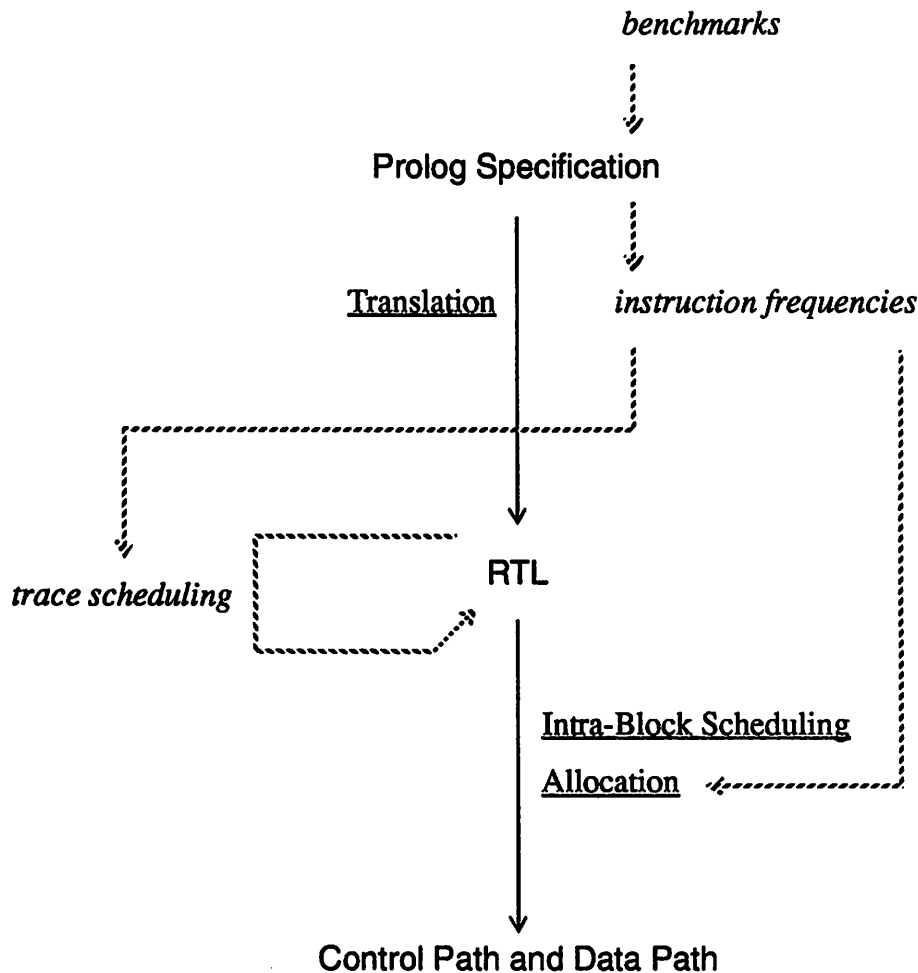 benchmarks
Prolog Specification
Translation
instruction frequencies
RTL
trace scheduling
Intra-Block Scheduling
Allocation
Control Path and Data Path